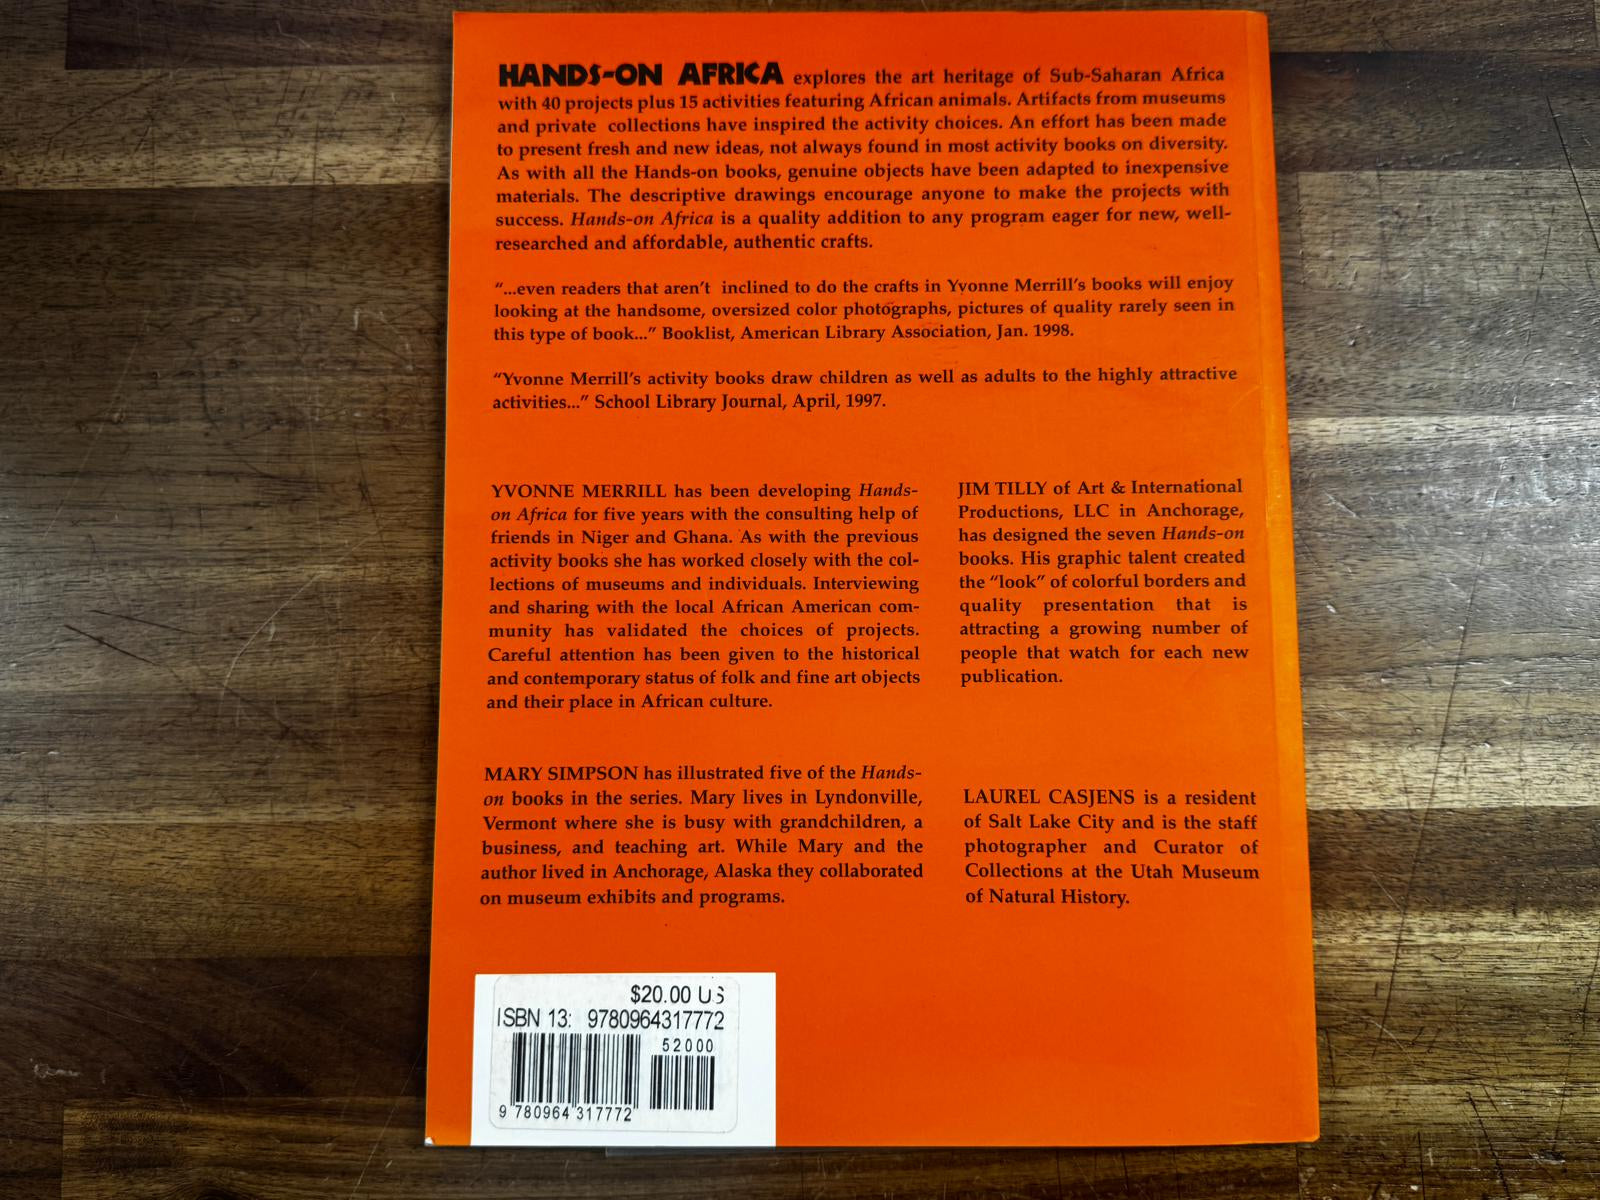 HANDS-ON AFRICA explores the art heritage of Sub-Saharan Africa
with 40 projects plus 15 activities featuring African animals. Artifacts from museums
and private collections have inspired the activity choices. An effort has been made
to present fresh and new ideas, not always found in most activity books on diversity.
As with all the Hands-on books, genuine objects have been adapted to inexpensive
materials. The descriptive drawings encourage anyone to make the projects with
success. Hands-on Africa is a quality addition to any program eager for new, well-
researched and affordable, authentic crafts.
“...even readers that aren’t inclined to do the crafts in Yvonne Merrill’s books will enjoy
looking at the handsome, oversized color photographs, pictures of quality rarely seen in
this type of book...” Booklist, American Library Association, Jan. 1998.
“Yvonne Merrill’s activity books draw children as well as adults to the highly attractive
activities...” School Library Journal, April, 1997.
YVONNE MERRILL has been developing Hands-
on Africa for five years with the consulting help of
friends in Niger and Ghana. As with the previous
activity books she has worked closely with the col-
lections of museums and individuals. Interviewing
and sharing with the local African American com-
munity has validated the choices of projects.
Careful attention has been given to the historical
and contemporary status of folk and fine art objects
and their place in African culture.
JIM TILLY of Art & International
Productions, LLC in Anchorage,
has designed the seven Hands-on
books. His graphic talent created
the “look” of colorful borders and
quality presentation that is
attracting a growing number of
people that watch for each new
publication.
MARY SIMPSON has illustrated five of the Hands-
on books in the series. Mary lives in Lyndonville,
Vermont where she is busy with grandchildren, a
business, and teaching art. While Mary and the
author lived in Anchorage, Alaska they collaborated
on museum exhibits and programs.
LAUREL CASJENS is a resident
of Salt Lake City and is the staff
photographer and Curator of
Collections at the Utah Museum
of Natural History.
$20.00 US
ISBN 13: 9780964317772
52000
9 780964 317772